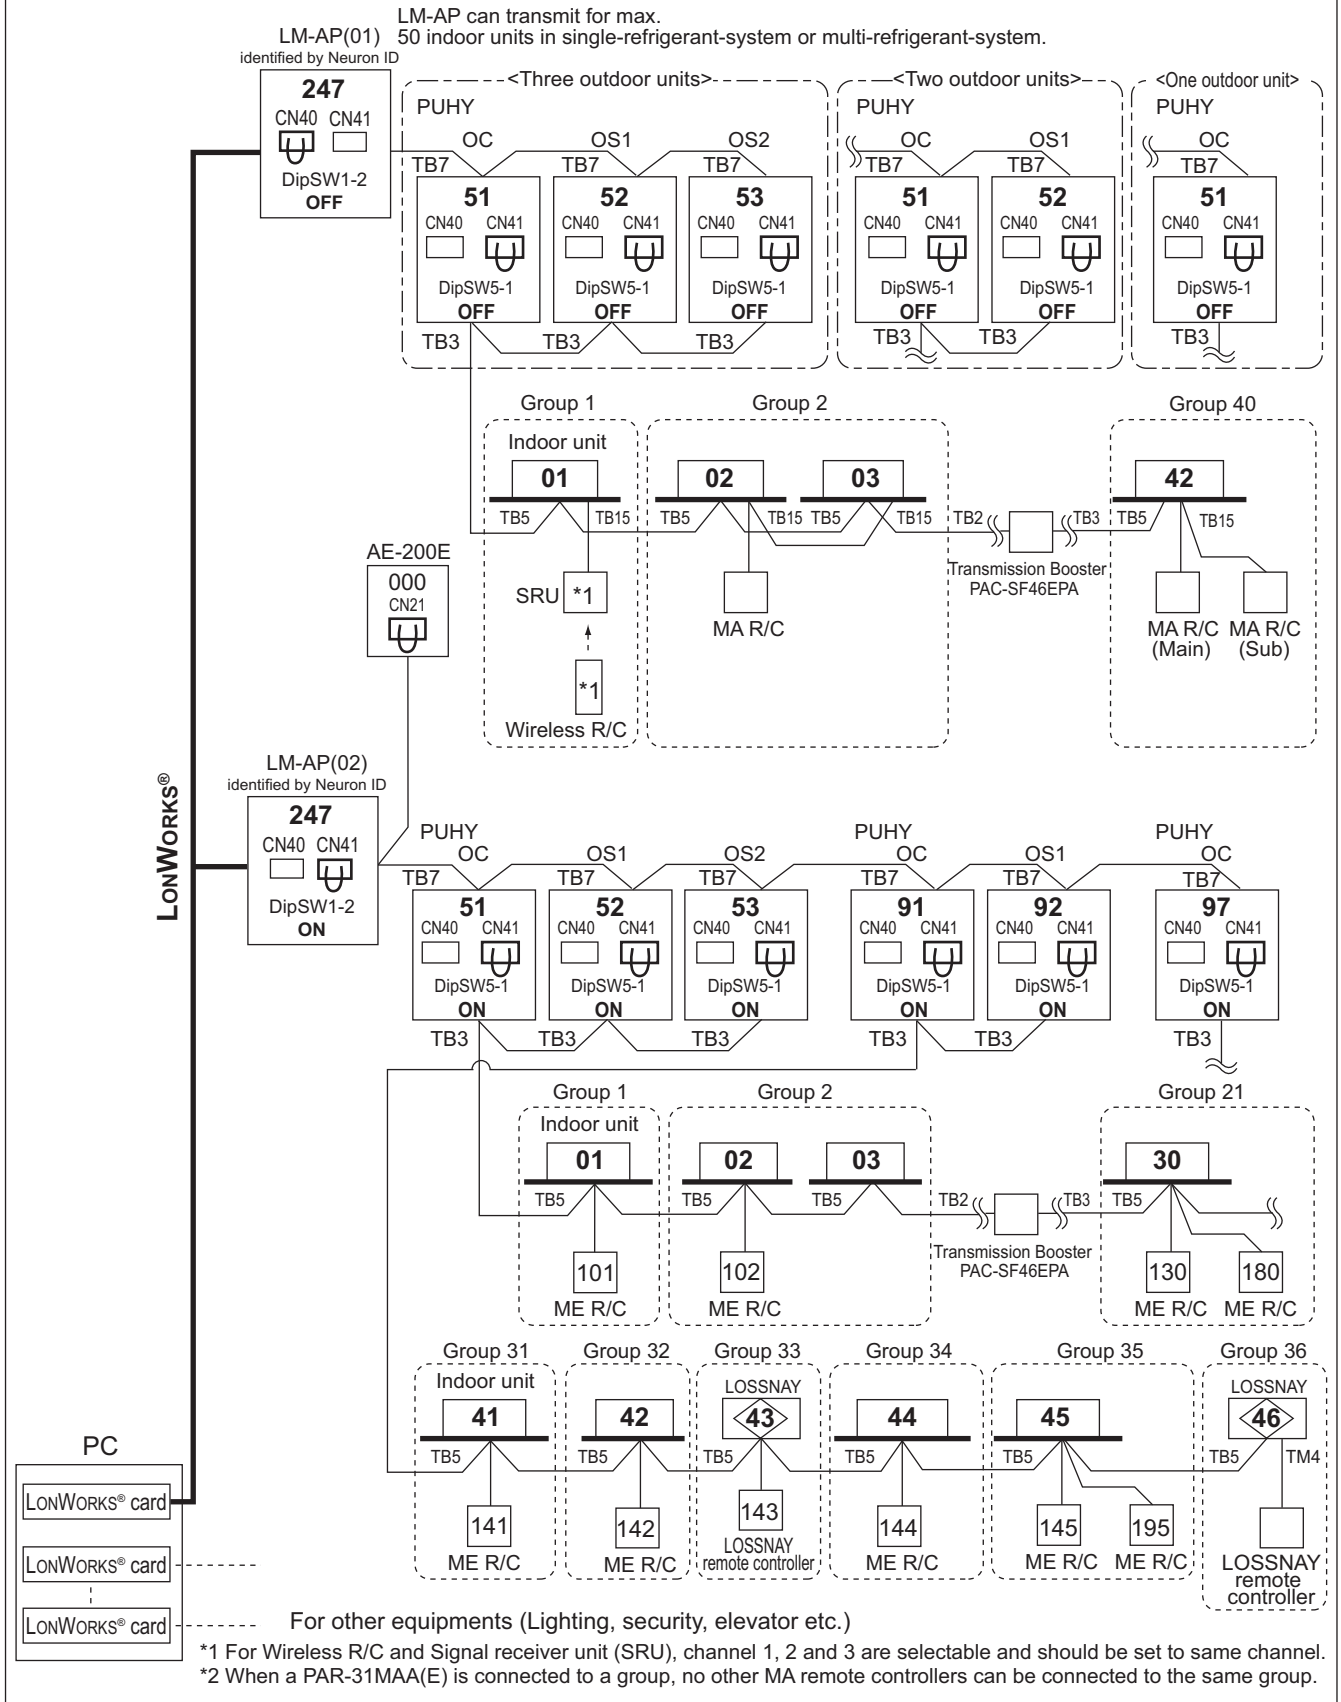 LM-AP can transmit for max.
50 indoor units in single-refrigerant-system or multi-refrigerant-system.
LM-AP(01)
identified by Neuron ID
247
CN40 CN41
DipSW1-2
OFF
<Three outdoor units>
<Two outdoor units>
<One outdoor unit>
PUHY
PUHY
PUHY
OC OS1 OS2 OC OS1 OC
TB7 TB7 TB7 TB7 TB7 TB7
51 52 53 51 52 51
CN40 CN41 CN40 CN41 CN40 CN41 CN40 CN41 CN40 CN41 CN40 CN41
DipSW5-1 DipSW5-1 DipSW5-1 DipSW5-1 DipSW5-1 DipSW5-1
OFF OFF OFF OFF OFF OFF
TB3 TB3 TB3 TB3 TB3 TB3
Group 1 Group 2 Group 40
Indoor unit
01 02 03 42
TB5 TB15 TB5 TB15 TB5 TB15 TB2 TB3 TB5 TB15
Transmission Booster
PAC-SF46EPA
SRU *1
MA R/C
MA R/C
(Main)
MA R/C
(Sub)
*1
Wireless R/C
AE-200E
000
CN21
LONWORKS®
LM-AP(02)
identified by Neuron ID
247
CN40 CN41
DipSW1-2
ON
PUHY PUHY PUHY
OC OS1 OS2 OC OS1 OC
TB7 TB7 TB7 TB7 TB7 TB7
51 52 53 91 92 97
CN40 CN41 CN40 CN41 CN40 CN41 CN40 CN41 CN40 CN41 CN40 CN41
DipSW5-1 DipSW5-1 DipSW5-1 DipSW5-1 DipSW5-1 DipSW5-1
ON ON ON ON ON ON
TB3 TB3 TB3 TB3 TB3 TB3
Group 1 Group 2 Group 21
Indoor unit
01 02 03 30
TB5 TB5 TB5 TB2 TB3 TB5
Transmission Booster
PAC-SF46EPA
101 102 130 180
ME R/C ME R/C ME R/C ME R/C
Group 31 Group 32 Group 33 Group 34 Group 35 Group 36
Indoor unit LOSSNAY LOSSNAY
41 42 43 44 45 46
TB5 TB5 TB5 TB5 TB5 TB5 TM4
141 142 143 144 145 195
ME R/C ME R/C
LOSSNAY
remote controller
ME R/C ME R/C ME R/C
LOSSNAY
remote
controller
PC
LONWORKS® card
LONWORKS® card
LONWORKS® card
For other equipments (Lighting, security, elevator etc.)
*1 For Wireless R/C and Signal receiver unit (SRU), channel 1, 2 and 3 are selectable and should be set to same channel.
*2 When a PAR-31MAA(E) is connected to a group, no other MA remote controllers can be connected to the same group.